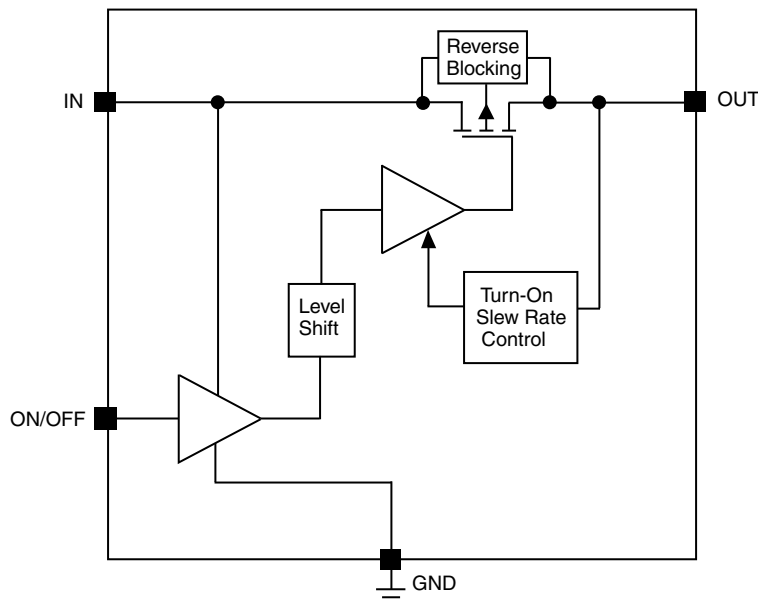 Reverse
Blocking
IN
OUT
Level
Shift
Turn-On
Slew Rate
Control
ON/OFF
GND